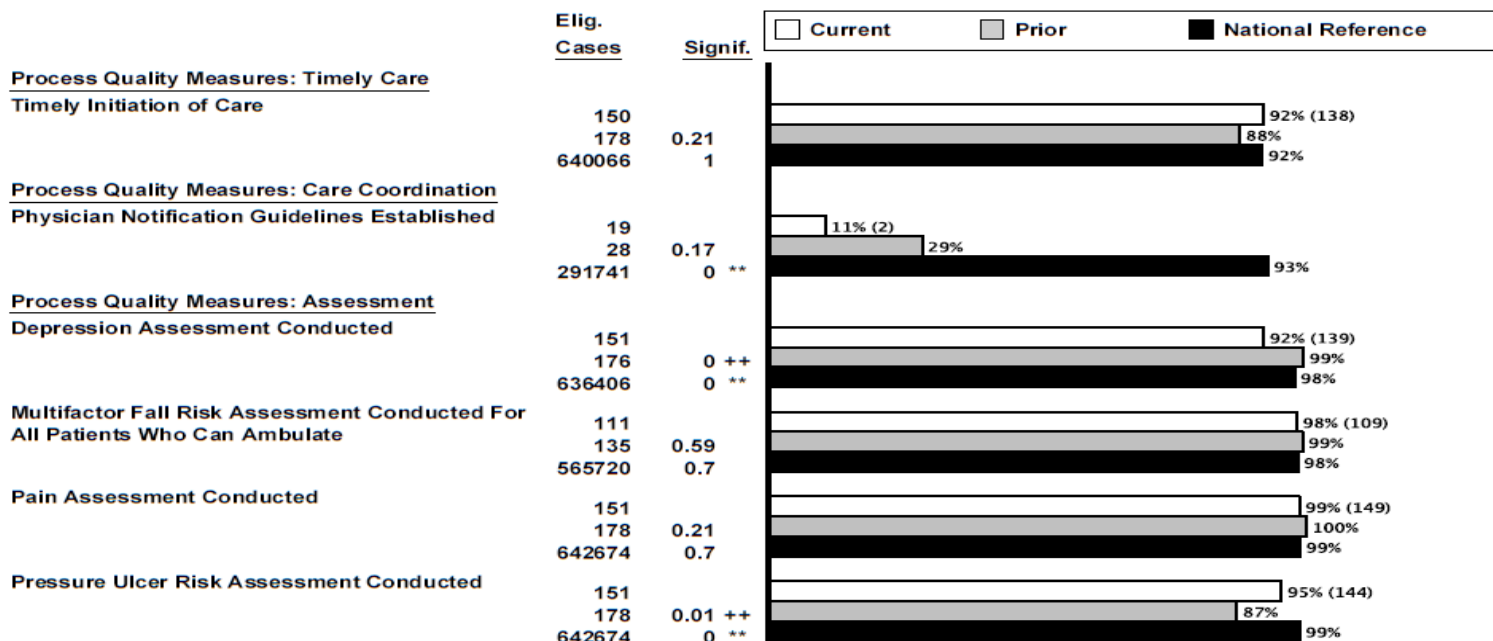 Elig.
Cases Signif. Current Prior National Reference
Process Quality Measures: Timely Care
Timely Initiation of Care
150 92% (138)
178 0.21 88%
640066 1 92%
Process Quality Measures: Care Coordination
Physician Notification Guidelines Established
19 11% (2)
28 0.17 29%
291741 0 ** 93%
Process Quality Measures: Assessment
Depression Assessment Conducted
151 92% (139)
176 0 ++ 99%
636406 0 ** 98%
Multifactor Fall Risk Assessment Conducted For
All Patients Who Can Ambulate
111 98% (109)
135 0.59 99%
565720 0.7 98%
Pain Assessment Conducted
151 99% (149)
178 0.21 100%
642674 0.7 99%
Pressure Ulcer Risk Assessment Conducted
151 95% (144)
178 0.01 ++ 87%
642674 0 ** 99%